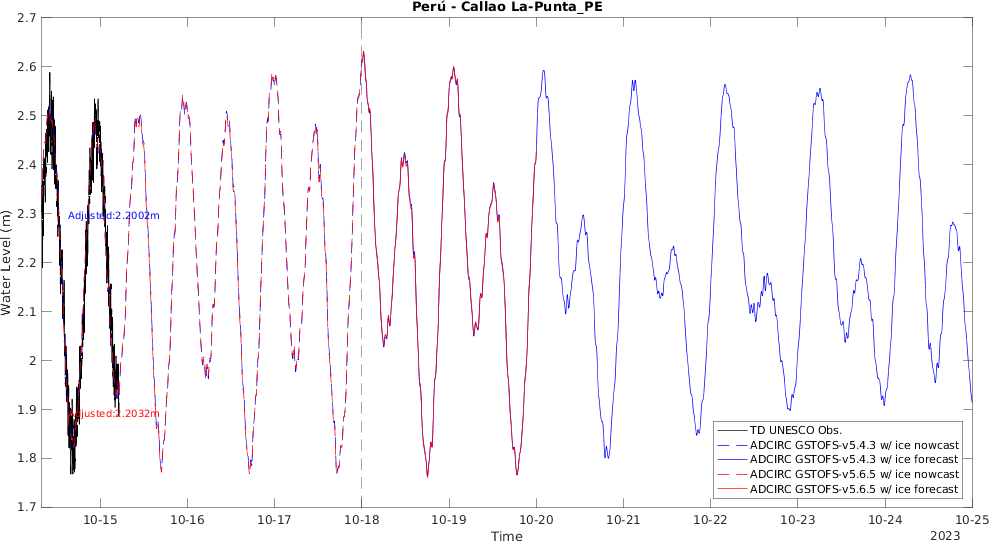 Perú - Callao La-Punta_PE
2.7
2.6
2.5
2.4
2.3
2.2
2.1
2
1.9
1.8
1.7
Water Level (m)
Adjusted:2.2002m
Adjusted:2.2032m
TD UNESCO Obs.
ADCIRC GSTOFS-v5.4.3 w/ ice nowcast
ADCIRC GSTOFS-v5.4.3 w/ ice forecast
ADCIRC GSTOFS-v5.6.5 w/ ice nowcast
ADCIRC GSTOFS-v5.6.5 w/ ice forecast
10-15 10-16 10-17 10-18 10-19 10-20 10-21 10-22 10-23 10-24 10-25
Time
2023